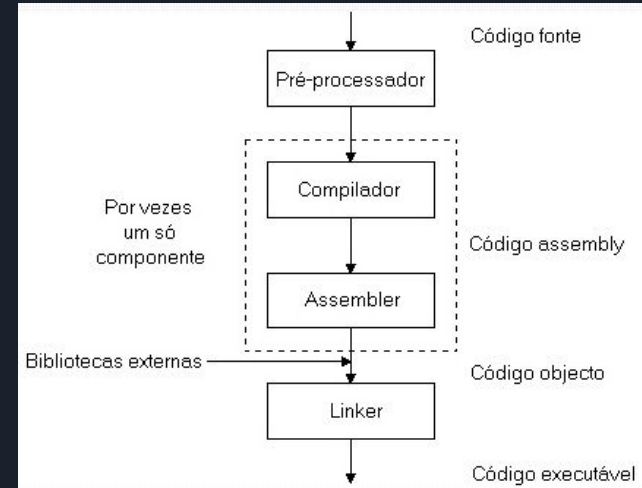 Código fonte
Pré-processador
Compilador
Por vezes
um só
componente
Código assembly
Assembler
Bibliotecas externas
Código objecto
Linker
Código executável